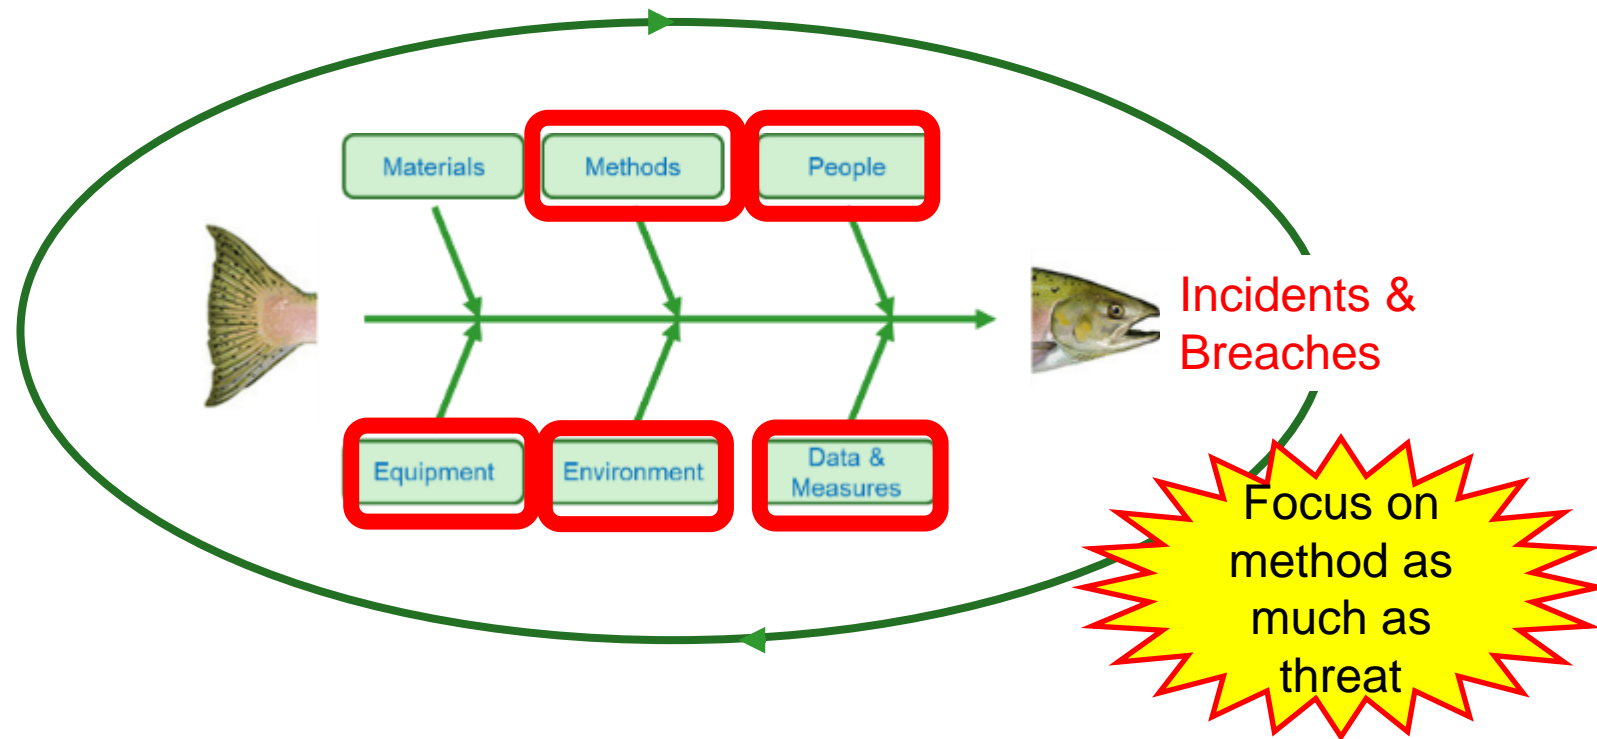 Materials
Methods
People
Incidents &
Breaches
Equipment
Environment
Data &
Measures
Focus on
method as
much as
threat